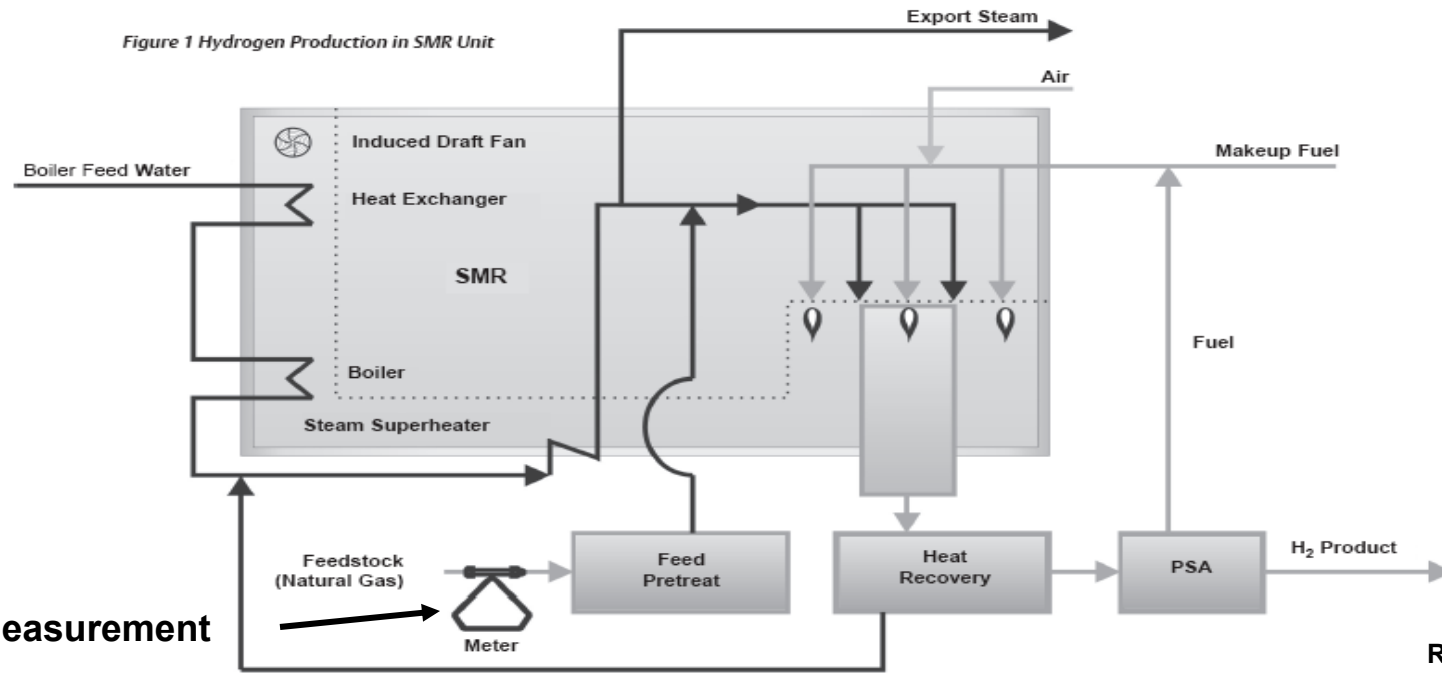 Export Steam
Figure 1 Hydrogen Production in SMR Unit
Air
Induced Draft Fan
Makeup Fuel
Boiler Feed Water
Heat Exchanger
SMR
Fuel
Boiler
Steam Superheater
Feedstock
(Natural Gas)
Feed
Pretreat
Heat
Recovery
PSA
H₂ Product
easurement
Meter
R